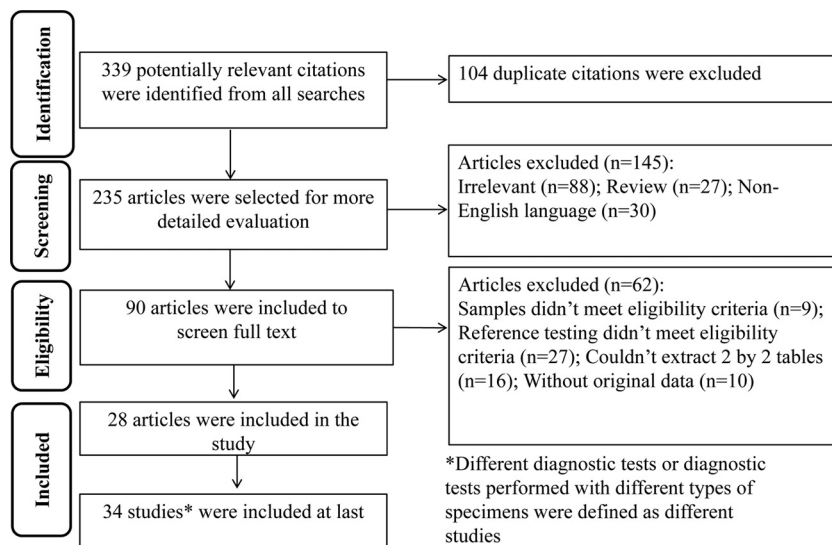 Identification
339 potentially relevant citations
were identified from all searches
104 duplicate citations were excluded
Screening
235 articles were selected for more
detailed evaluation
Articles excluded (n=145):
Irrelevant (n=88); Review (n=27); Non-
English language (n=30)
Eligibility
90 articles were included to
screen full text
Articles excluded (n=62):
Samples didn’t meet eligibility criteria (n=9);
Reference testing didn’t meet eligibility
criteria (n=27); Couldn’t extract 2 by 2 tables
(n=16); Without original data (n=10)
Included
28 articles were included in the
study
34 studies* were included at last
*Different diagnostic tests or diagnostic
tests performed with different types of
specimens were defined as different
studies